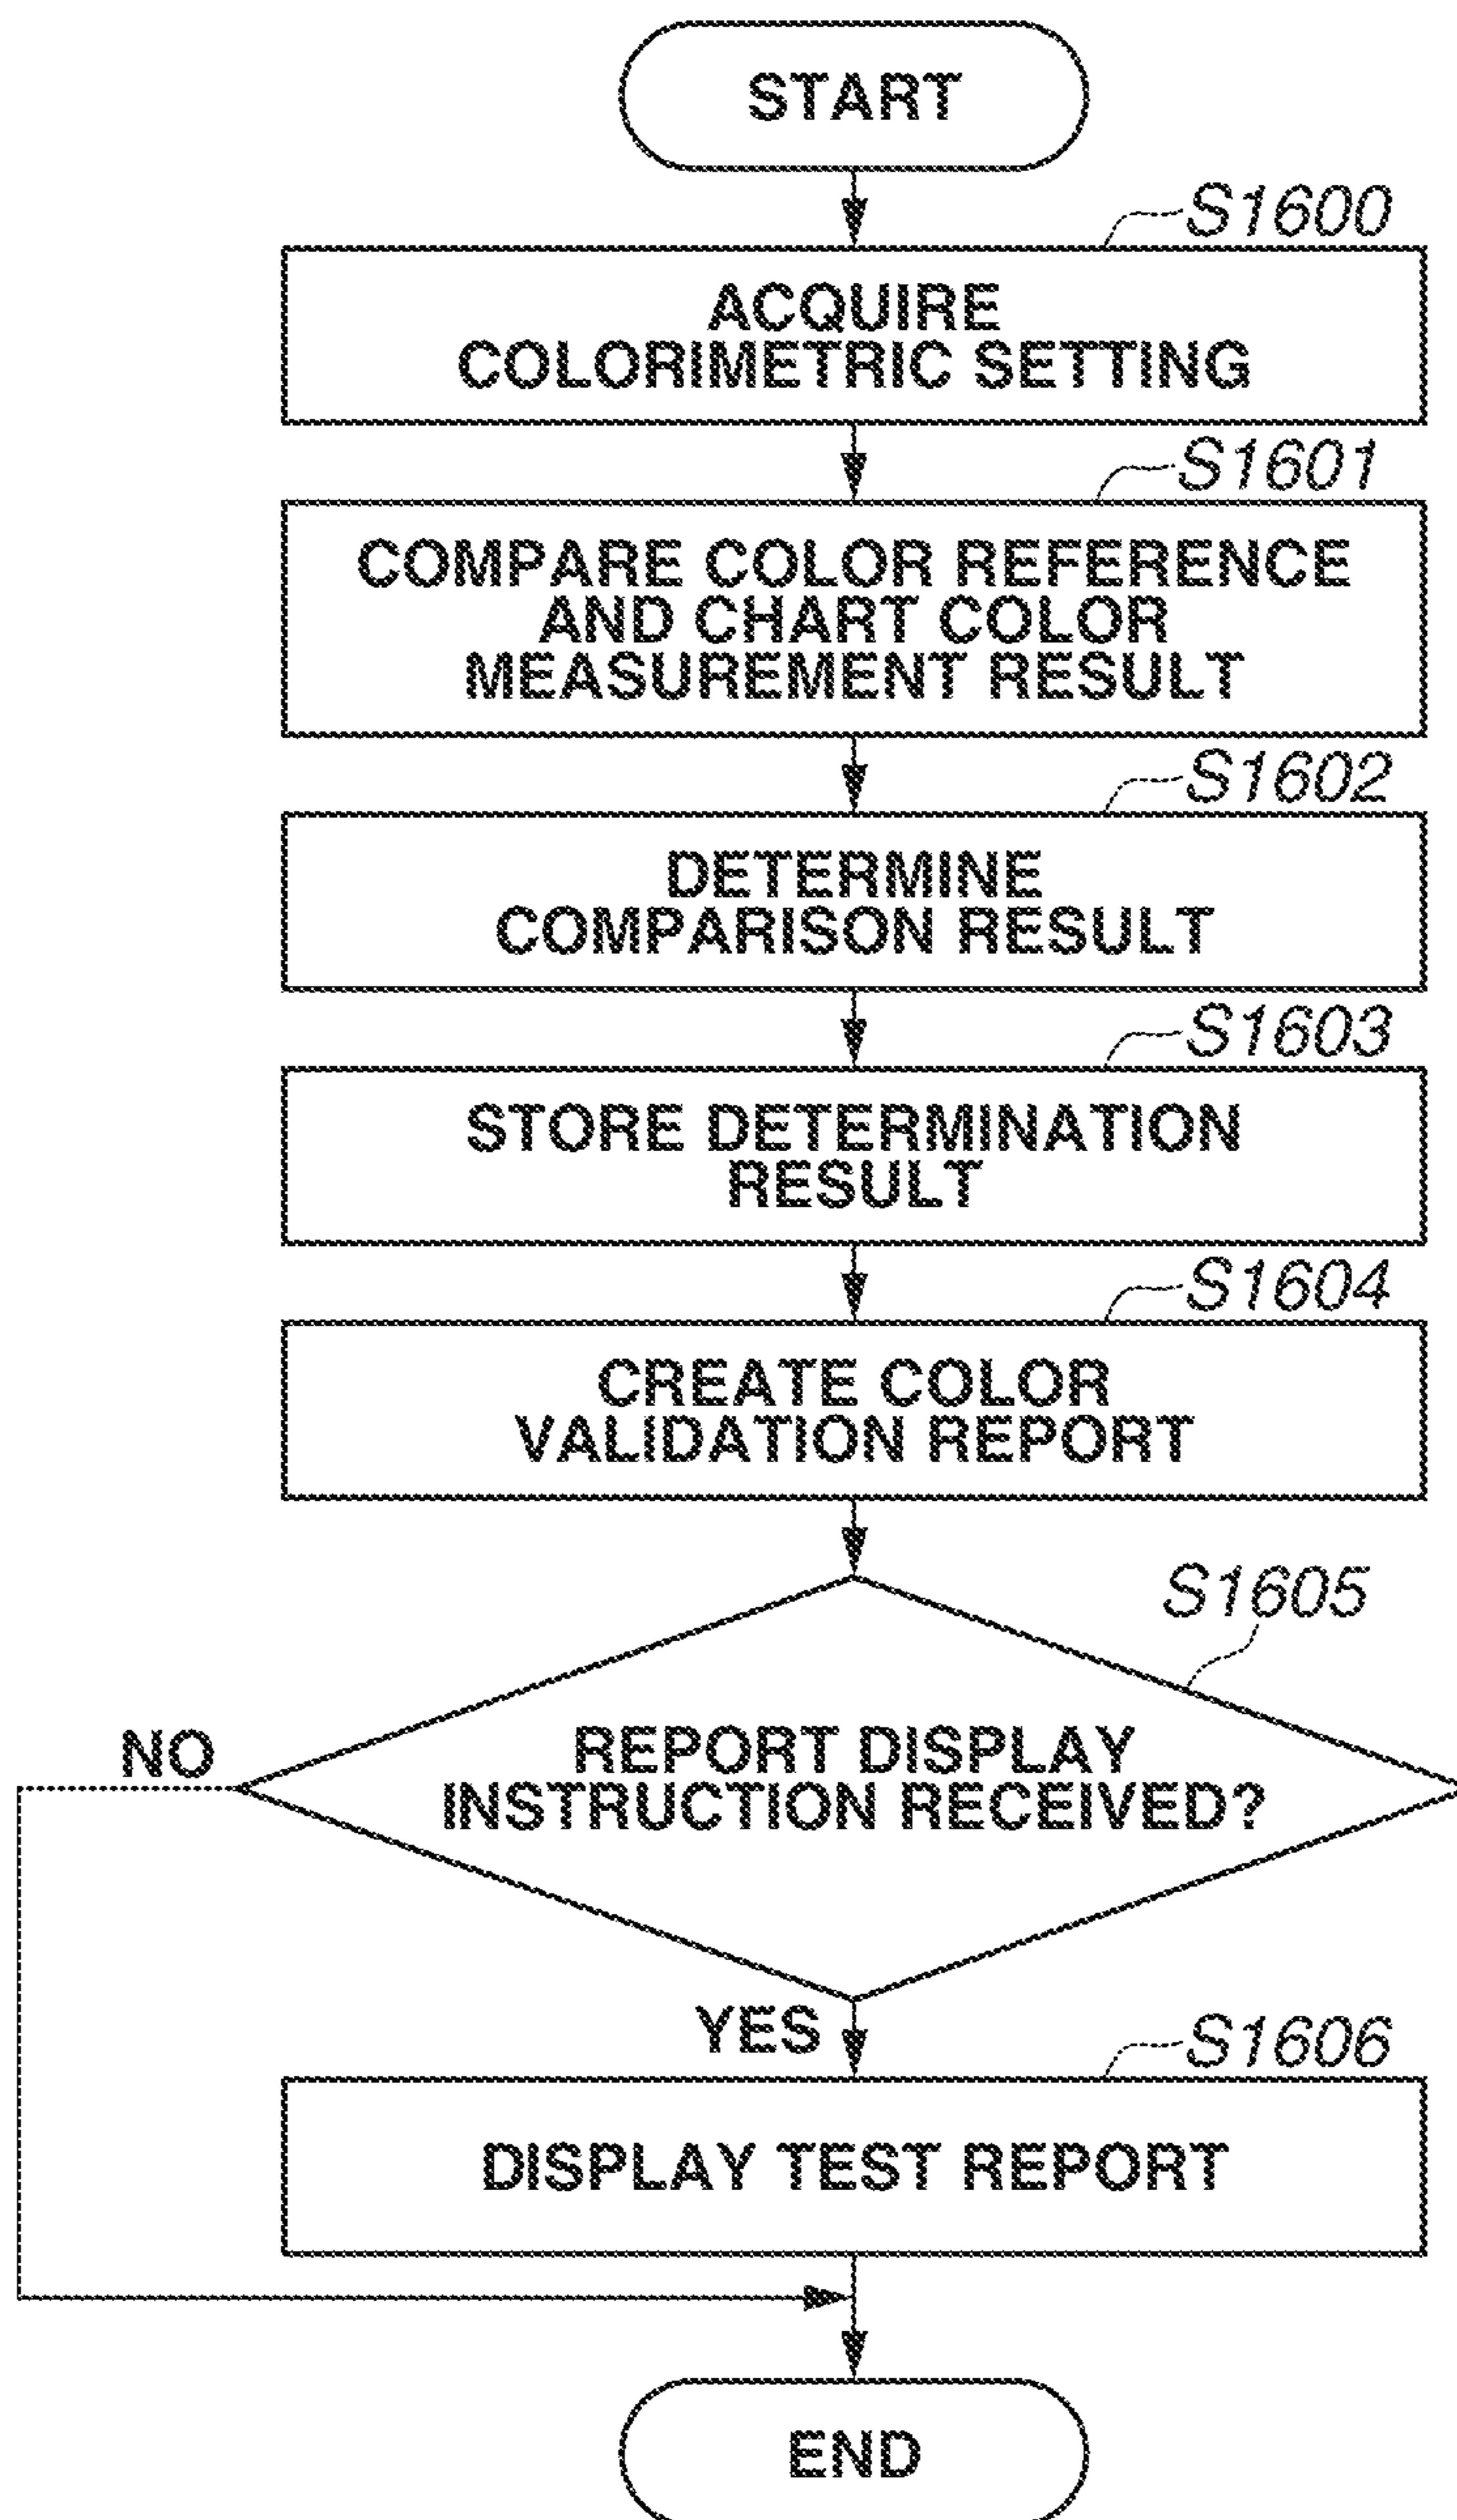 START
S1600
ACQUIRE
COLORIMETRIC SETTING
S1601
COMPARE COLOR REFERENCE
AND CHART COLOR
MEASUREMENT RESULT
S1602
DETERMINE
COMPARISON RESULT
S1603
STORE DETERMINATION
RESULT
S1604
CREATE COLOR
VALIDATION REPORT
S1605
NO
REPORT DISPLAY
INSTRUCTION RECEIVED?
YES
S1606
DISPLAY TEST REPORT
END